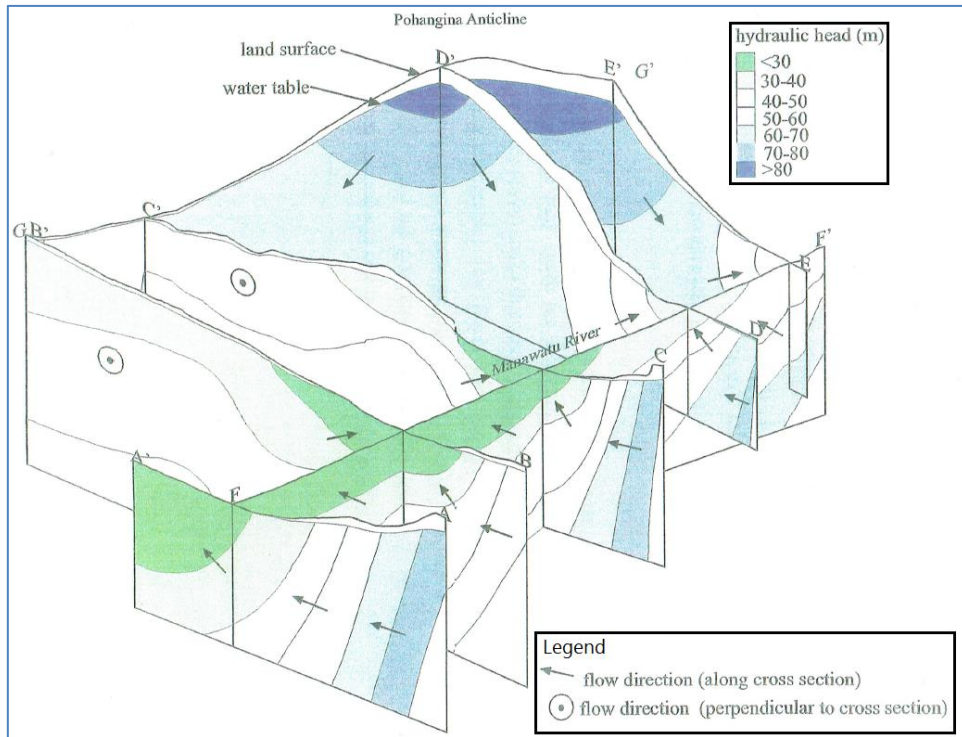 Pohangina Anticline
land surface
water table
D'
E' G'
hydraulic head (m)
<30
30-40
40-50
50-60
60-70
70-80
>80
C'
G B'
F'
E
Manawatu River
D
C
A'
F
B
A
Legend
flow direction (along cross section)
flow direction (perpendicular to cross section)